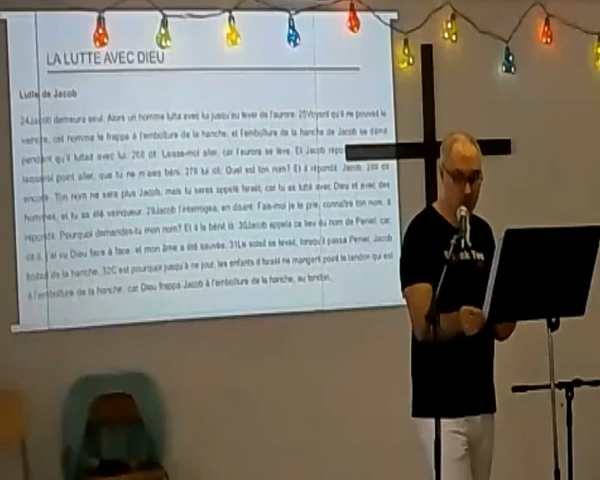 LA LUTTE AVEC DIEU
Lutte de Jacob
24Jacob demeura seul. Alors un homme lutta avec lui jusqu'au lever de l'aurore. 25Voyant qu'il ne pouvait le
vaincre, cet homme le frappa à l'emboîture de la hanche; et l'emboîture de la hanche de Jacob se démit
pendant qu'il luttait avec lui. 26Il dit: Laisse-moi aller, car l'aurore se lève. Et Jacob
laisserai point aller, que tu ne m'aies béni. 27Il lui dit: Quel est ton nom? Et il répondit: Jacob. 28Il dit
encore: Ton nom ne sera plus Jacob, mais tu seras appelé Israël; car tu as lutté avec Dieu et avec des
hommes, et tu as été vainqueur. 29Jacob l'interrogea, en disant: Fais-moi je te prie, connaître ton nom. Il
répondit: Pourquoi demandes-tu mon nom? Et il le bénit là. 30Jacob appela ce lieu du nom de Peniel: car,
dit-il, j'ai vu Dieu face à face, et mon âme a été sauvée. 31Le soleil se levait, lorsqu'il passa Peniel. Jacob
boitait de la hanche. 32C'est pourquoi jusqu'à ce jour, les enfants d'Israël ne mangent point le tendon qui est
à l'emboîture de la hanche; car Dieu frappa Jacob à l'emboîture de la hanche, au tendon.